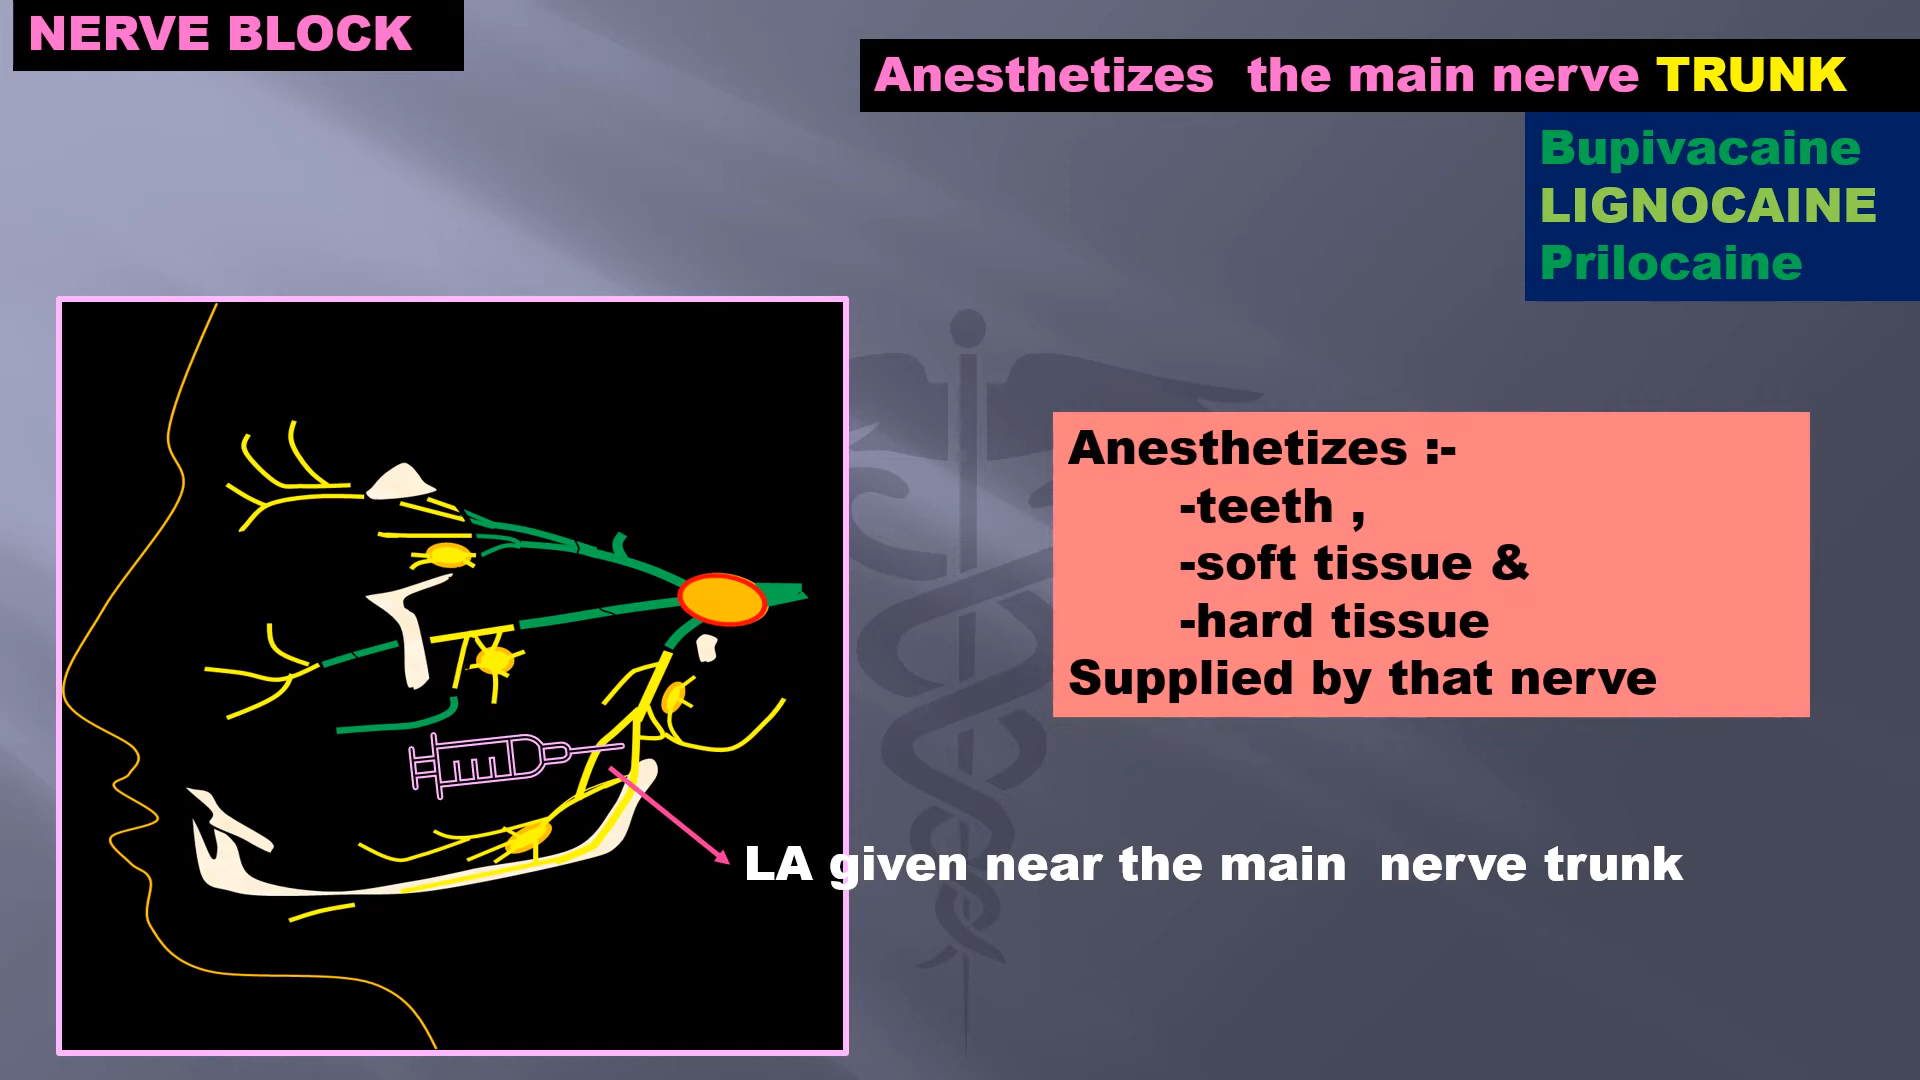 NERVE BLOCK
Anesthetizes the main nerve TRUNK
Bupivacaine
LIGNOCAINE
Prilocaine
Anesthetizes :-
-teeth ,
-soft tissue &
-hard tissue
Supplied by that nerve
LA given near the main nerve trunk